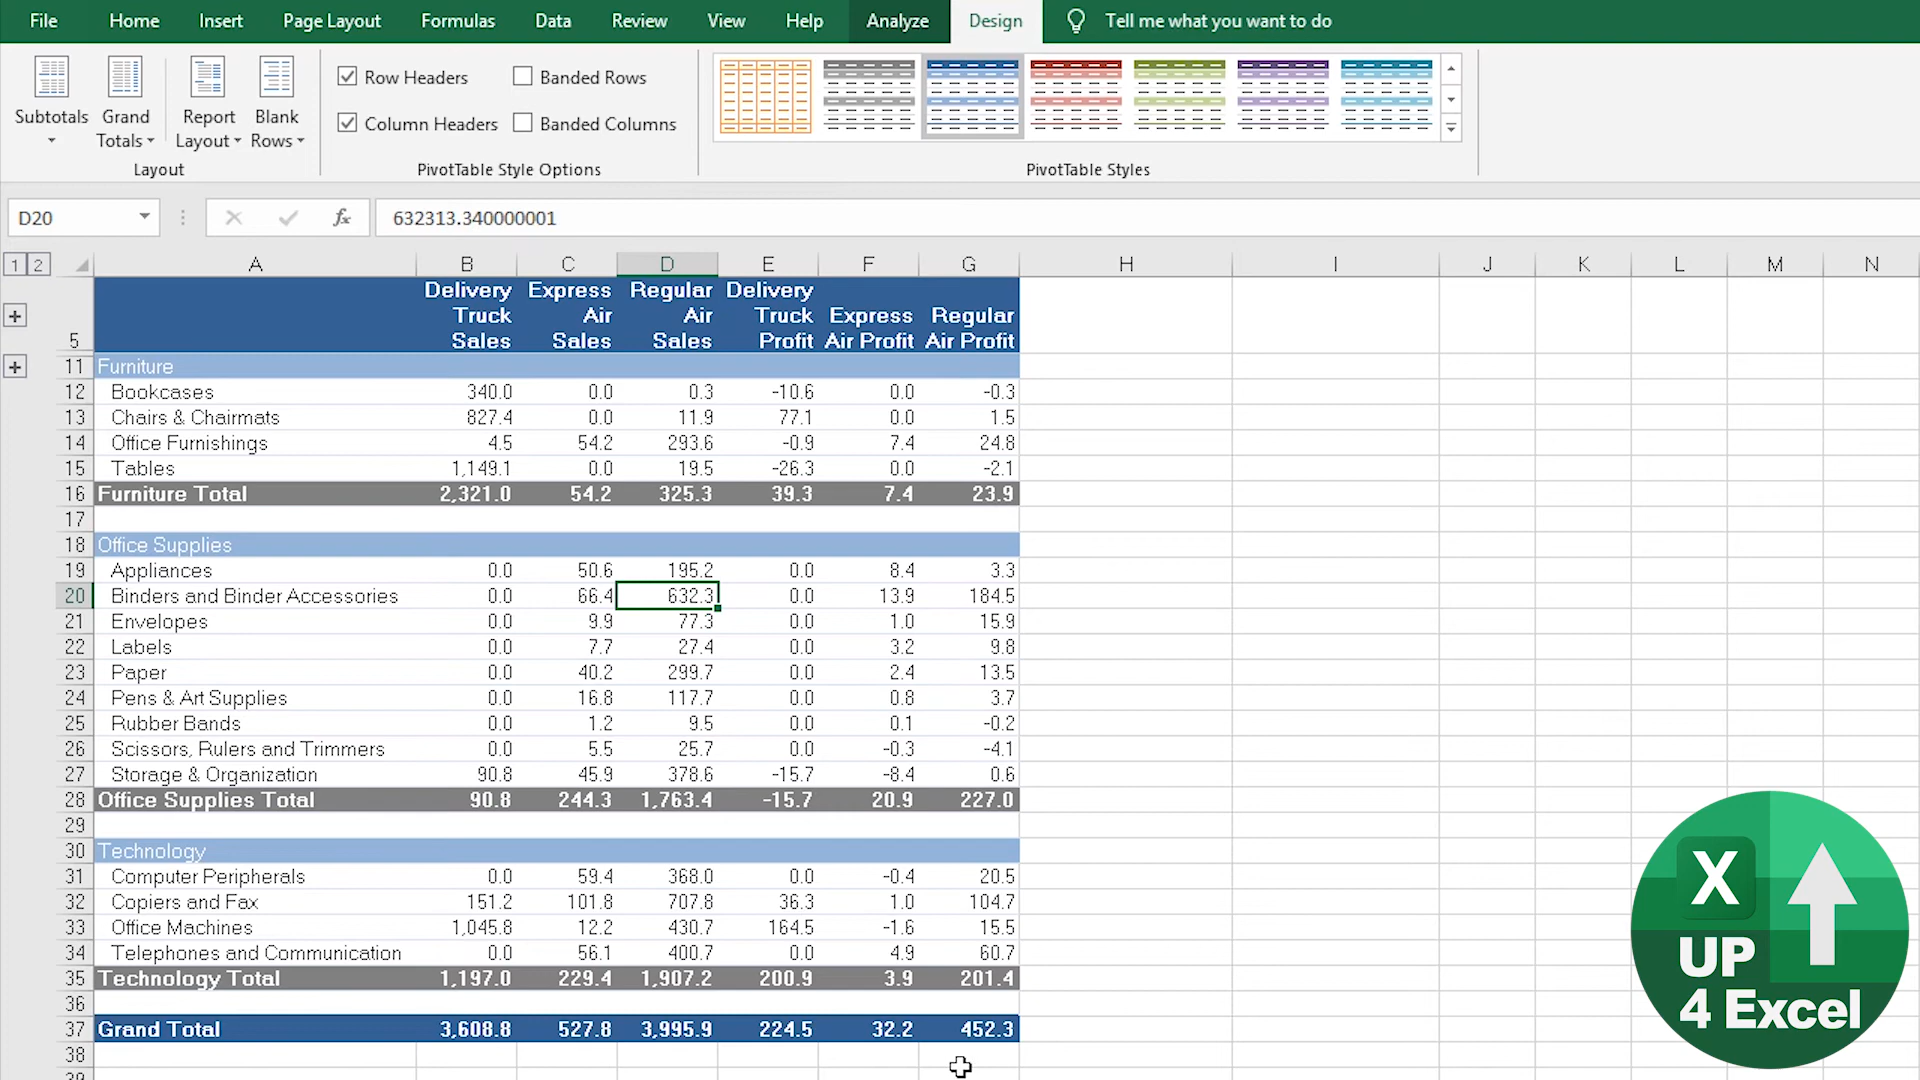 File Home Insert Page Layout Formulas Data Review View Help Analyze Design Tell me what you want to do
Subtotals Grand Totals Report Layout Blank Rows
Layout
Row Headers Banded Rows
Column Headers Banded Columns
PivotTable Style Options
PivotTable Styles
D20 fx 632313.340000001
1 2 A B C D E F G H I J K L M N
5 Delivery Truck Sales Express Air Sales Regular Air Sales Delivery Truck Profit Express Air Profit Regular Air Profit
11 Furniture
12 Bookcases 340.0 0.0 0.3 -10.6 0.0 -0.3
13 Chairs & Chairmats 827.4 0.0 11.9 77.1 0.0 1.5
14 Office Furnishings 4.5 54.2 293.6 -0.9 7.4 24.8
15 Tables 1,149.1 0.0 19.5 -26.3 0.0 -2.1
16 Furniture Total 2,321.0 54.2 325.3 39.3 7.4 23.9
17
18 Office Supplies
19 Appliances 0.0 50.6 195.2 0.0 8.4 3.3
20 Binders and Binder Accessories 0.0 66.4 632.3 0.0 13.9 184.5
21 Envelopes 0.0 9.9 77.3 0.0 1.0 15.9
22 Labels 0.0 7.7 27.4 0.0 3.2 9.8
23 Paper 0.0 40.2 299.7 0.0 2.4 13.5
24 Pens & Art Supplies 0.0 16.8 117.7 0.0 0.8 3.7
25 Rubber Bands 0.0 1.2 9.5 0.0 0.1 -0.2
26 Scissors, Rulers and Trimmers 0.0 5.5 25.7 0.0 -0.3 -4.1
27 Storage & Organization 90.8 45.9 378.6 -15.7 -8.4 0.6
28 Office Supplies Total 90.8 244.3 1,763.4 -15.7 20.9 227.0
29
30 Technology
31 Computer Peripherals 0.0 59.4 368.0 0.0 -0.4 20.5
32 Copiers and Fax 151.2 101.8 707.8 36.3 1.0 104.7
33 Office Machines 1,045.8 12.2 430.7 164.5 -1.6 15.5
34 Telephones and Communication 0.0 56.1 400.7 0.0 4.9 60.7
35 Technology Total 1,197.0 229.4 1,907.2 200.9 3.9 201.4
36
37 Grand Total 3,608.8 527.8 3,995.9 224.5 32.2 452.3
38
39
X
UP
4 Excel